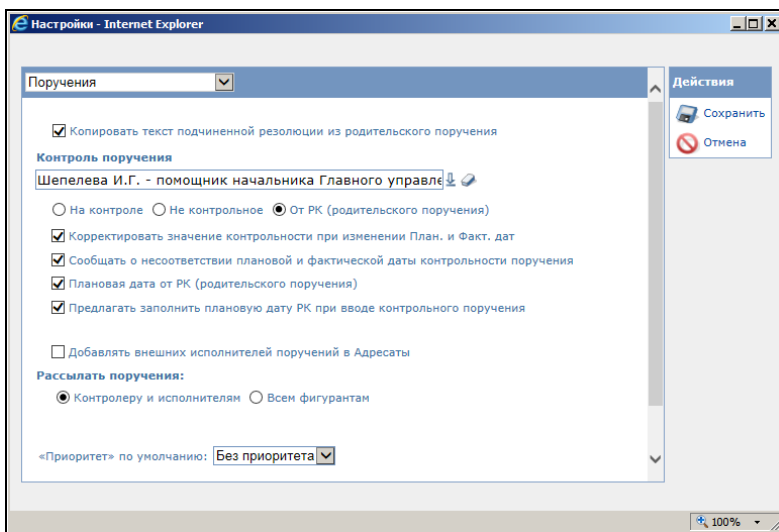 Настройки - Internet Explorer
Поручения
Действия
Сохранить
Отмена
Копировать текст подчиненной резолюции из родительского поручения
Контроль поручения
Шепелева И.Г. - помощник начальника Главного управле
На контроле Не контрольное От РК (родительского поручения)
Корректировать значение контрольности при изменении План. и Факт. дат
Сообщать о несоответствии плановой и фактической даты контрольности поручения
Плановая дата от РК (родительского поручения)
Предлагать заполнить плановую дату РК при вводе контрольного поручения
Добавлять внешних исполнителей поручений в Адресаты
Рассылать поручения:
Контролеру и исполнителям Всем фигурантам
«Приоритет» по умолчанию: Без приоритета
100%